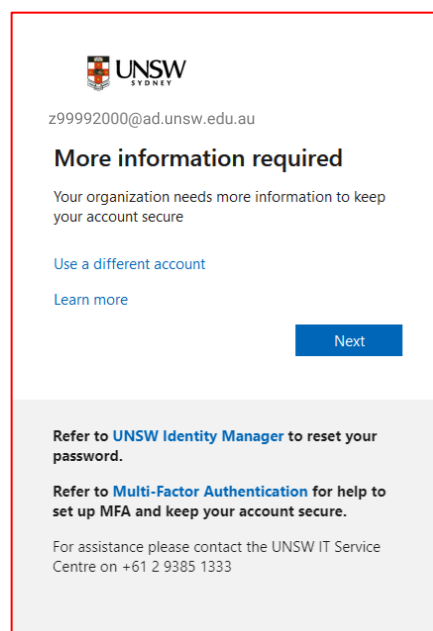 UNSW
SYDNEY
z99992000@ad.unsw.edu.au
More information required
Your organization needs more information to keep
your account secure
Use a different account
Learn more
Next
Refer to UNSW Identity Manager to reset your
password.
Refer to Multi-Factor Authentication for help to
set up MFA and keep your account secure.
For assistance please contact the UNSW IT Service
Centre on +61 2 9385 1333